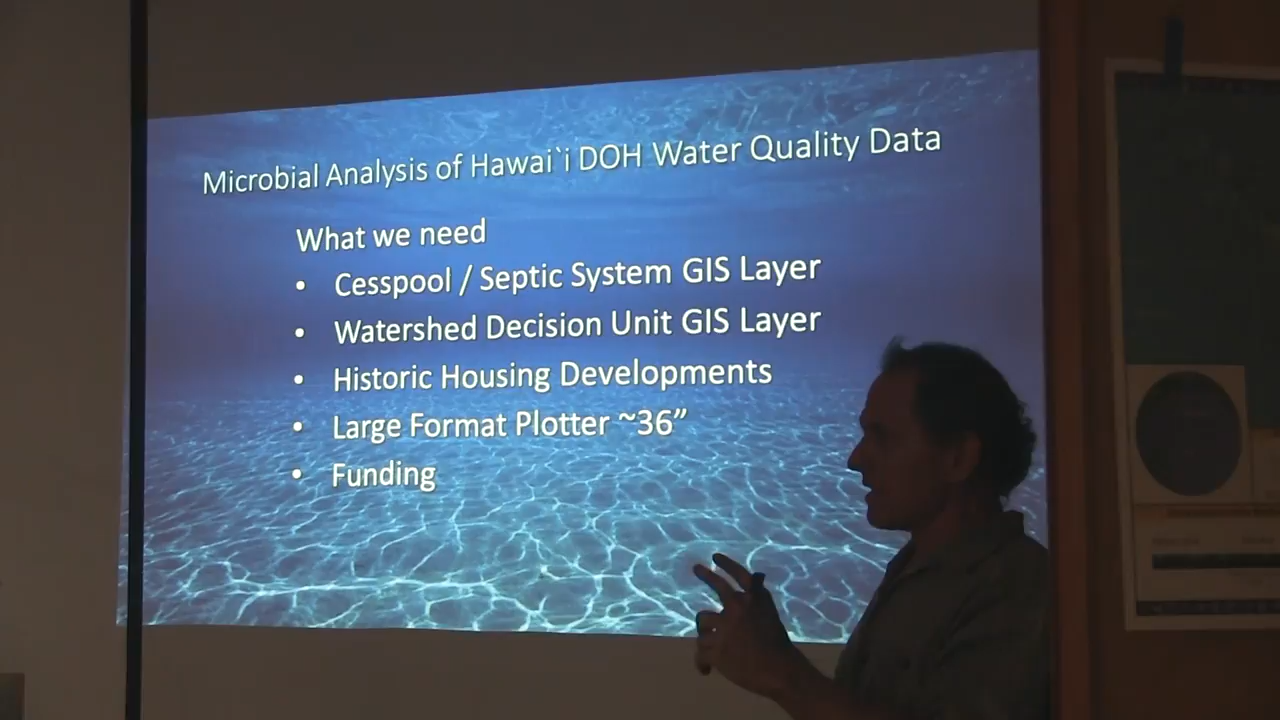 Microbial Analysis of Hawai`i DOH Water Quality Data
What we need
• Cesspool / Septic System GIS Layer
• Watershed Decision Unit GIS Layer
• Historic Housing Developments
• Large Format Plotter ~36”
• Funding